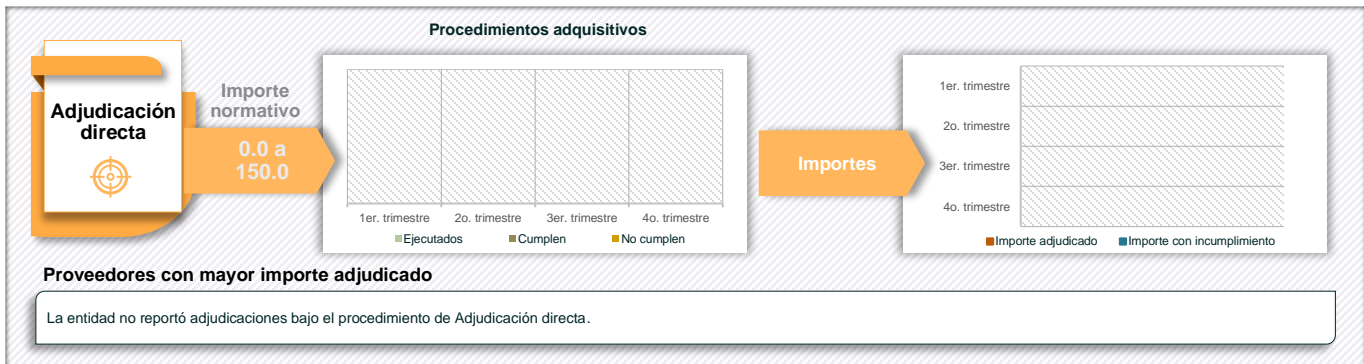 Procedimientos adquisitivos
Adjudicación
directa
Importe
normativo
0.0 a
150.0
1er. trimestre 2o. trimestre 3er. trimestre 4o. trimestre
Ejecutados Cumplen No cumplen
Importes
1er. trimestre
2o. trimestre
3er. trimestre
4o. trimestre
Importe adjudicado Importe con incumplimiento
Proveedores con mayor importe adjudicado
La entidad no reportó adjudicaciones bajo el procedimiento de Adjudicación directa.